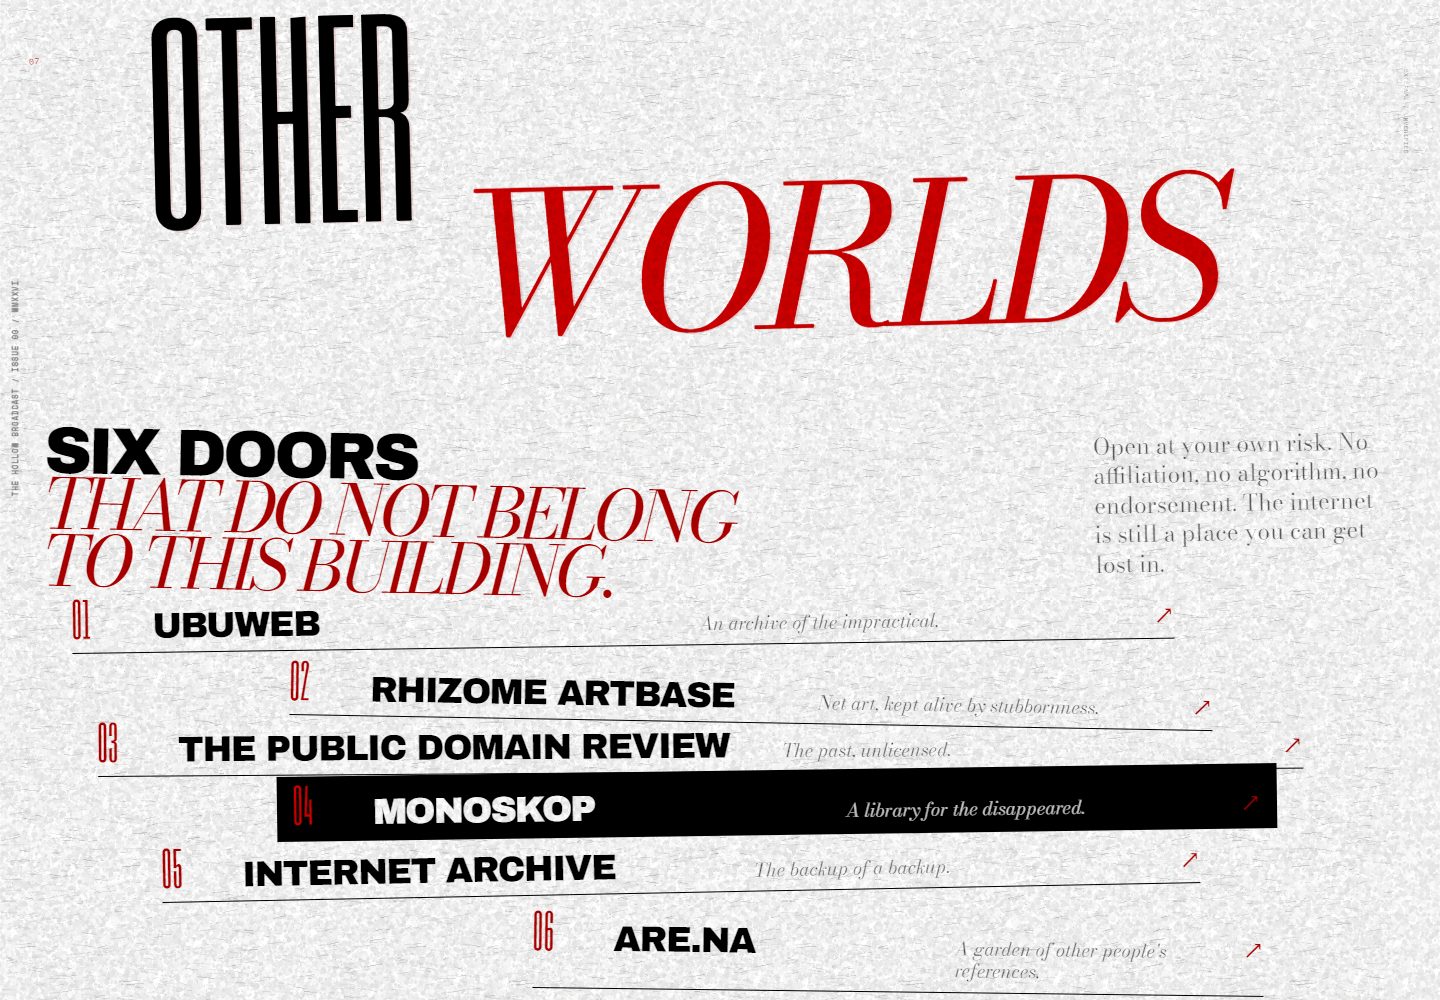 OTHER
07
WORLDS
THE HOLLOW BROADCAST / ISSUE 00 / MMXXVI
SIX DOORS
THAT DO NOT BELONG
TO THIS BUILDING.
Open at your own risk. No
affiliation, no algorithm, no
endorsement. The internet
is still a place you can get
lost in.
01 UBUWEB An archive of the impractical. ↗
02 RHIZOME ARTBASE Net art, kept alive by stubbornness. ↗
03 THE PUBLIC DOMAIN REVIEW The past, unlicensed. ↗
04 MONOSKOP A library for the disappeared. ↗
05 INTERNET ARCHIVE The backup of a backup. ↗
06 ARE.NA A garden of other people's
references. ↗